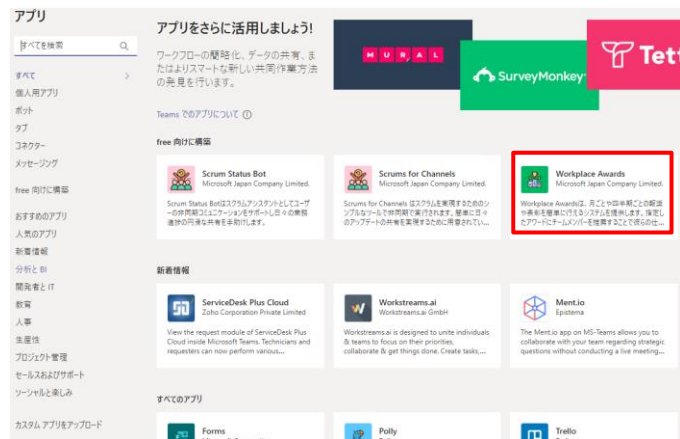 アプリ
すべてを検索
すべて
個人用アプリ
ボット
タブ
コネクター
メッセージング
free 向けに構築
おすすめのアプリ
人気のアプリ
新着情報
分析と BI
開発者と IT
教育
人事
生産性
プロジェクト管理
セールスおよびサポート
ソーシャルと楽しみ
カスタム アプリをアップロード
アプリをさらに活用しましょう!
ワークフローの簡略化、データの共有、ま
たはよりスマートな新しい共同作業方法
の発見を行います。
Teams でのアプリについて
MURAL
SurveyMonkey
Tett
free 向けに構築
Scrum Status Bot
Microsoft Japan Company Limited.
Scrum Status Botはスクラムアシスタントとしてユーザ
ーの非同期コミュニケーションをサポートし日々の業務
進捗の円滑な共有を手助けします。
Scrums for Channels
Microsoft Japan Company Limited.
Scrums for Channels はスクラムを実現するためのシ
ンプルなツールで非同期で実行されます。簡単に日々
のアップデートの共有を実現するために用意されてい...
Workplace Awards
Microsoft Japan Company Limited.
Workplace Awardsは、月ごとや四半期ごとの報奨
や表彰を簡単に行えるシステムを提供します。指定し
たアワードにチームメンバーを推薦することで彼らの仕...
新着情報
ServiceDesk Plus Cloud
Zoho Corporation Private Limited
View the request module of ServiceDesk Plus
Cloud inside Microsoft Teams. Technicians and
requesters can now perform various...
Workstreams.ai
Workstreams.ai GmbH
Workstreams.ai is designed to unite individuals
& teams to focus on their priorities,
collaborate & get things done. Create tasks,...
Ment.io
Epistema
The Ment.io app on MS-Teams allows you to
collaborate with your team regarding strategic
questions without conducting a live meeting...
すべてのアプリ
Forms
Polly
Trello